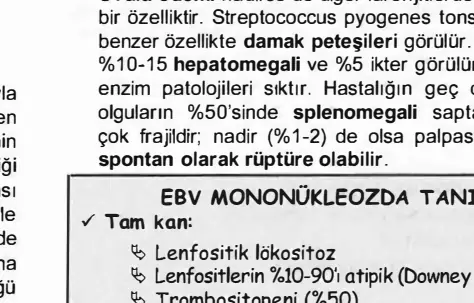 bir özelliktir. Streptococcus pyogenes tons
benzer özellikte damak peteşileri görülür.
%10-15 hepatomegali ve %5 ikter görülür
enzim patolojileri sıktır. Hastalığın geç
olguların %50'sinde splenomegali sapta
çok frajildir; nadir (%1-2) de olsa palpas
spontan olarak rüptüre olabilir.
EBV MONONÜKLEOZDA TANI
✓ Tam kan:
Lenfositik lökositoz
Lenfositlerin %10-90'ı atipik (Downey
Trombositopeni (%50)